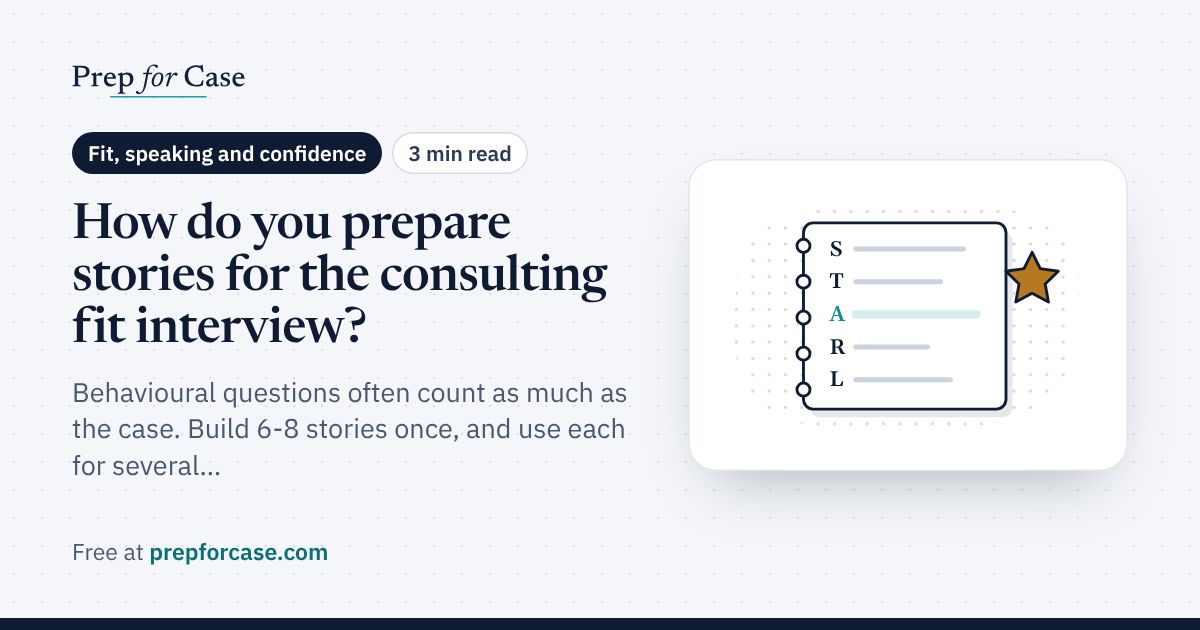 Prep for Case
Fit, speaking and confidence
3 min read
How do you prepare
stories for the consulting
fit interview?
Behavioural questions often count as much as
the case. Build 6-8 stories once, and use each
for several...
Free at prepforcase.com
S
T
A
R
L